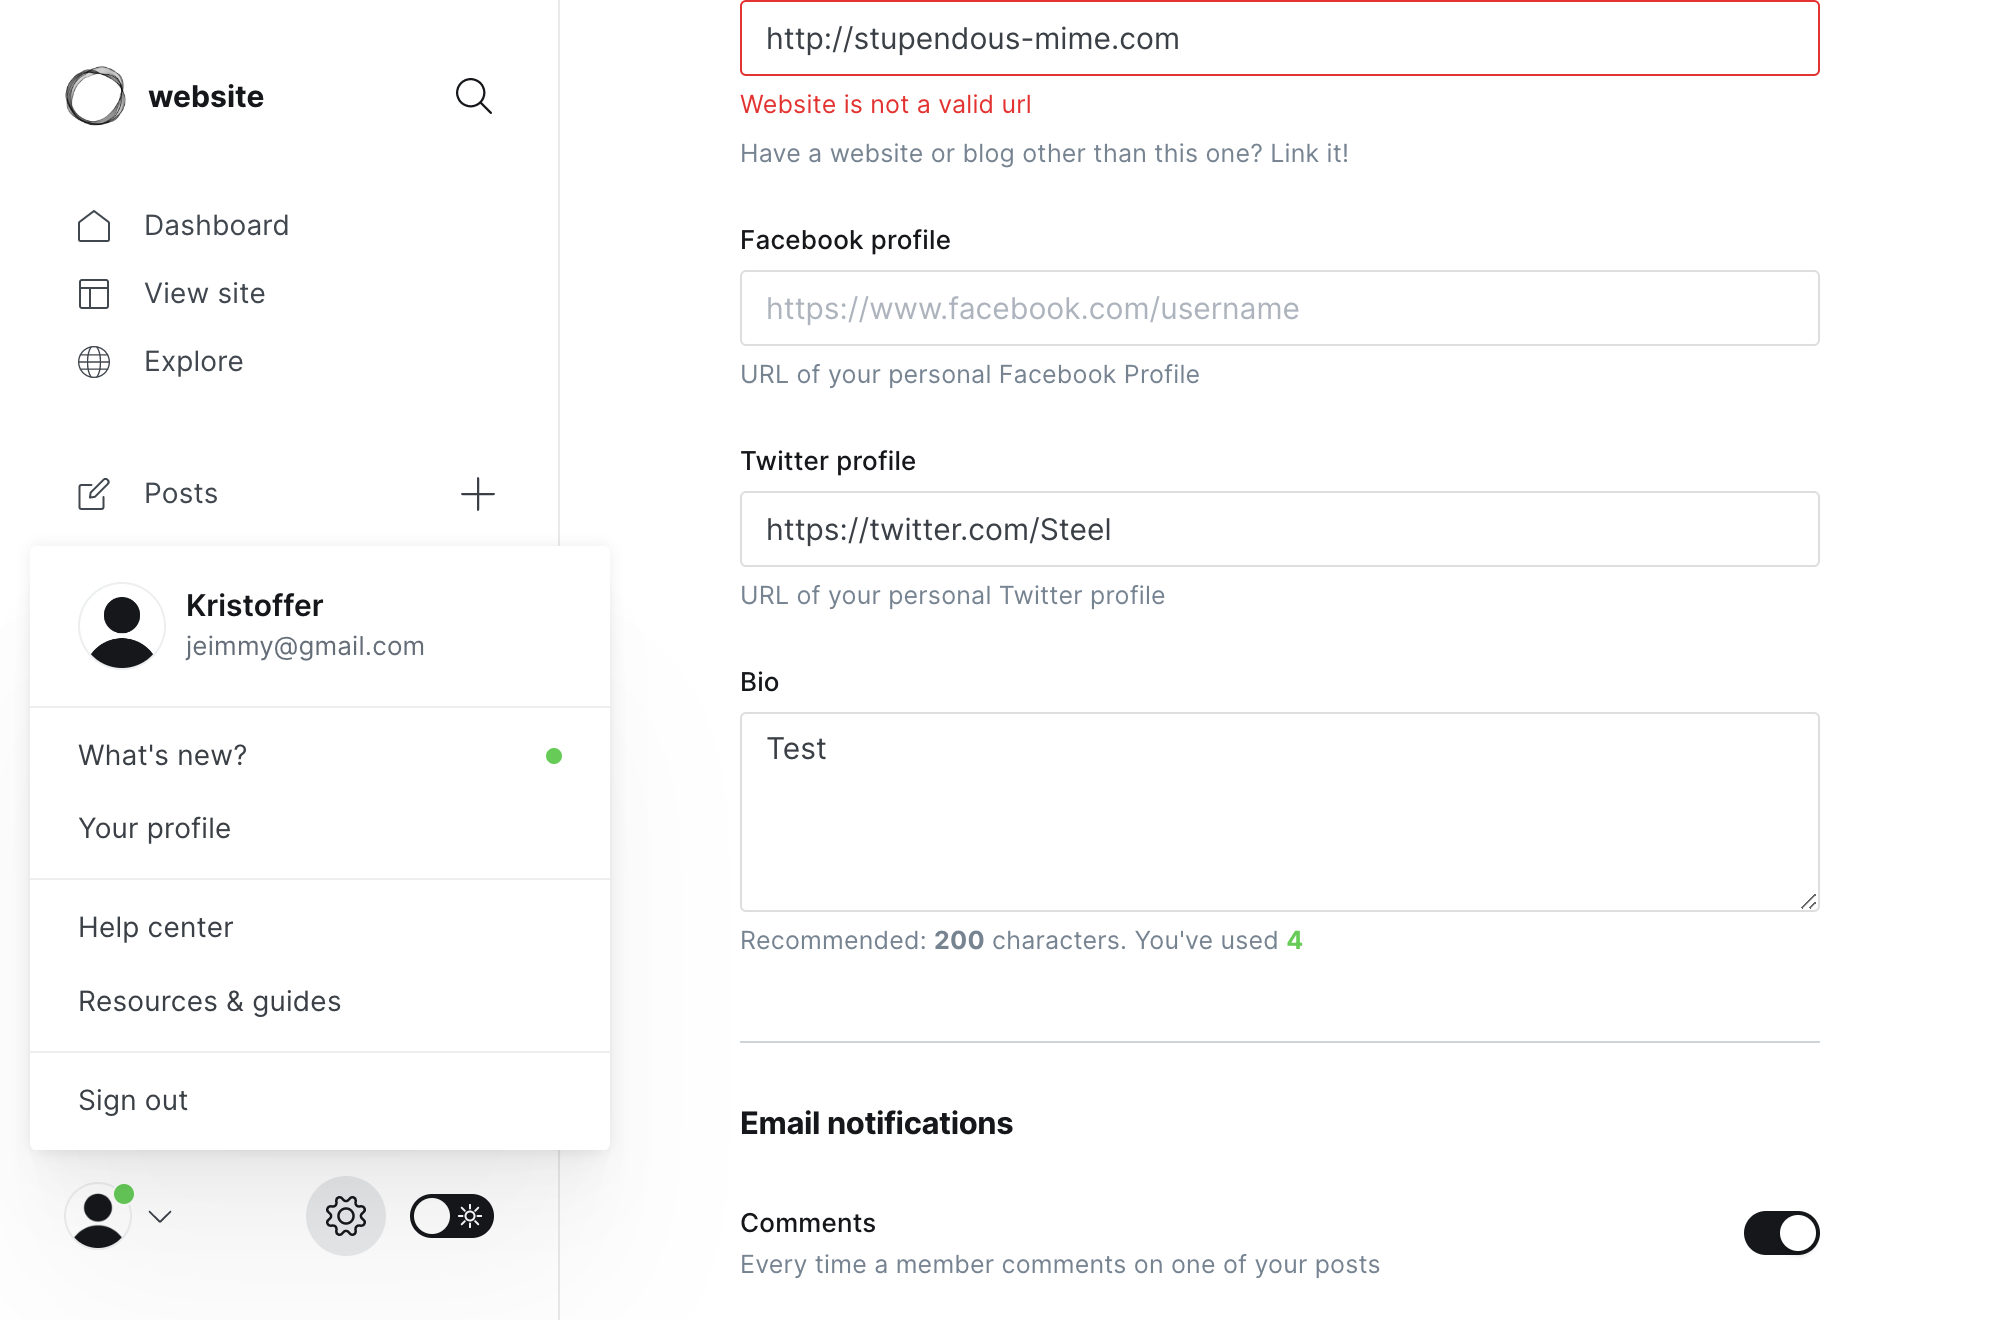 website
Dashboard
View site
Explore
Posts
Kristoffer
jeimmy@gmail.com
What's new?
Your profile
Help center
Resources & guides
Sign out
http://stupendous-mime.com
Website is not a valid url
Have a website or blog other than this one? Link it!
Facebook profile
https://www.facebook.com/username
URL of your personal Facebook Profile
Twitter profile
https://twitter.com/Steel
URL of your personal Twitter profile
Bio
Test
Recommended: 200 characters. You've used 4
Email notifications
Comments
Every time a member comments on one of your posts